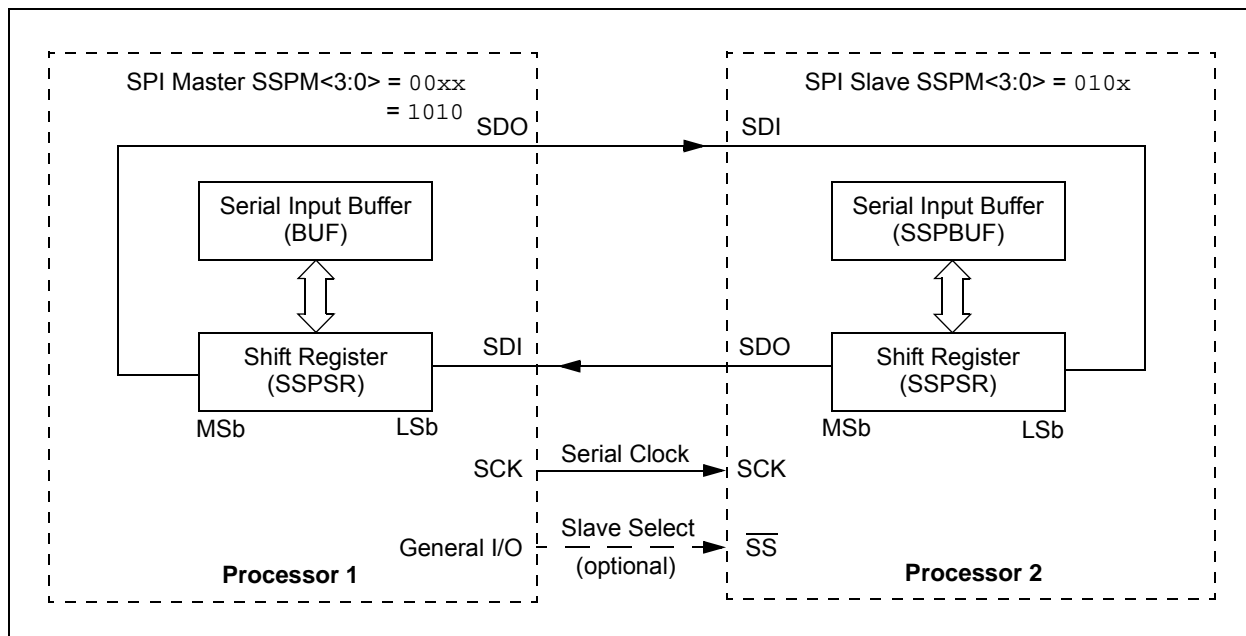 SPI Master SSPM<3:0> = 00xx
= 1010
SDO
Serial Input Buffer
(BUF)
Shift Register
(SSPSR)
MSb
LSb
SDI
SCK
General I/O
Processor 1
Serial Clock
Slave Select
(optional)
SPI Slave SSPM<3:0> = 010x
SDI
Serial Input Buffer
(SSPBUF)
SDO
Shift Register
(SSPSR)
MSb
LSb
SCK
S̅S̅
Processor 2